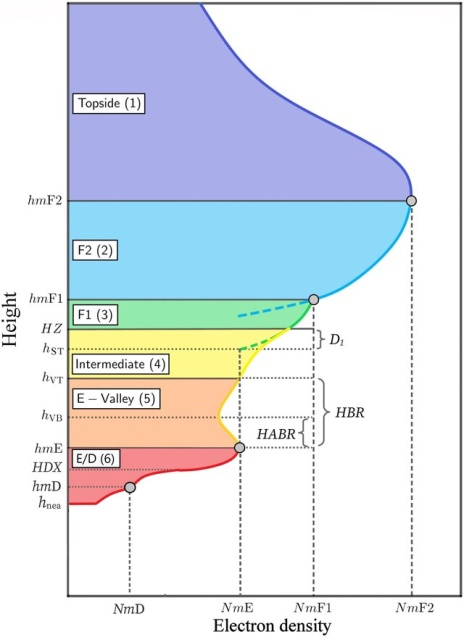 Topside (1)
hmF2
F2 (2)
hmF1
F1 (3)
HZ
D₁
hST
Intermediate (4)
hVT
E – Valley (5)
HBR
hVB
HABR
hmE
E/D (6)
HDX
hmD
hnea
Height
NmD
NmE
NmF1
NmF2
Electron density